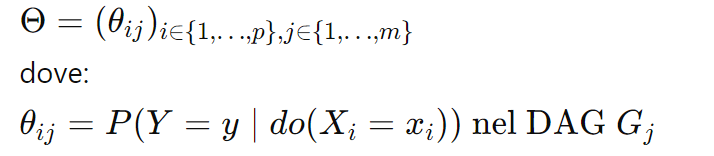 Θ = (θ_{ij})_{i∈{1,...,p},j∈{1,...,m}}
dove:
θ_{ij} = P(Y = y | do(X_i = x_i)) nel DAG G_j